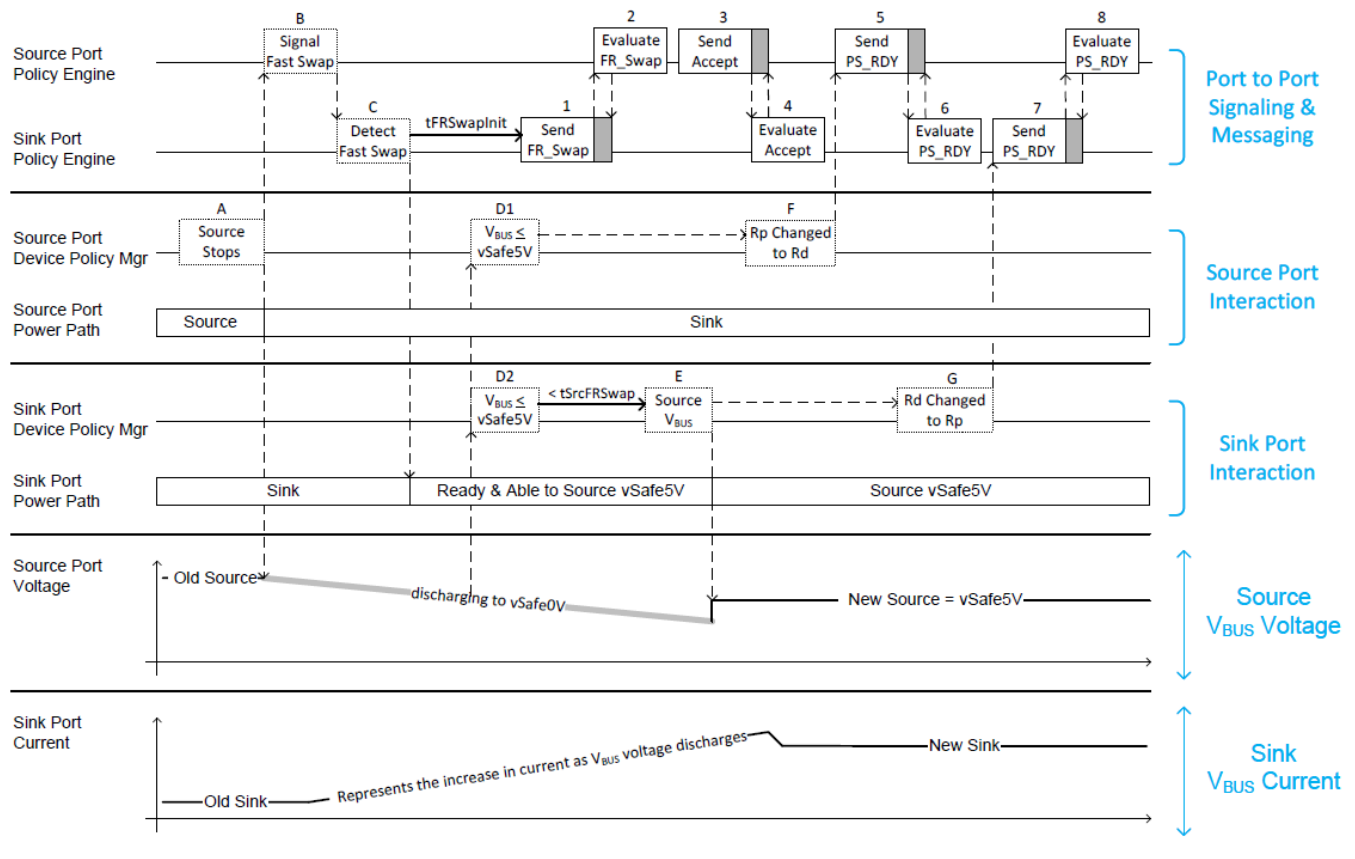 B
Signal
Fast Swap
2
Evaluate
FR_Swap
3
Send
Accept
5
Send
PS_RDY
8
Evaluate
PS_RDY
Source Port
Policy Engine
C
Detect
Fast Swap
tFRSwapInit
1
Send
FR_Swap
4
Evaluate
Accept
6
Evaluate
PS_RDY
7
Send
PS_RDY
Sink Port
Policy Engine
Port to Port
Signaling &
Messaging
A
Source
Stops
D1
VBUS ≤
vSafe5V
F
Rp Changed
to Rd
Source Port
Device Policy Mgr
Source Port
Power Path
Source
Sink
Source Port
Interaction
D2
VBUS ≤
vSafe5V
< tSrcFRSwap
E
Source
VBUS
G
Rd Changed
to Rp
Sink Port
Device Policy Mgr
Sink Port
Power Path
Sink
Ready & Able to Source vSafe5V
Source vSafe5V
Sink Port
Interaction
Source Port
Voltage
Old Source
discharging to vSafe0V
New Source = vSafe5V
Source
VBUS Voltage
Sink Port
Current
Old Sink
Represents the increase in current as VBUS voltage discharges
New Sink
Sink
VBUS Current